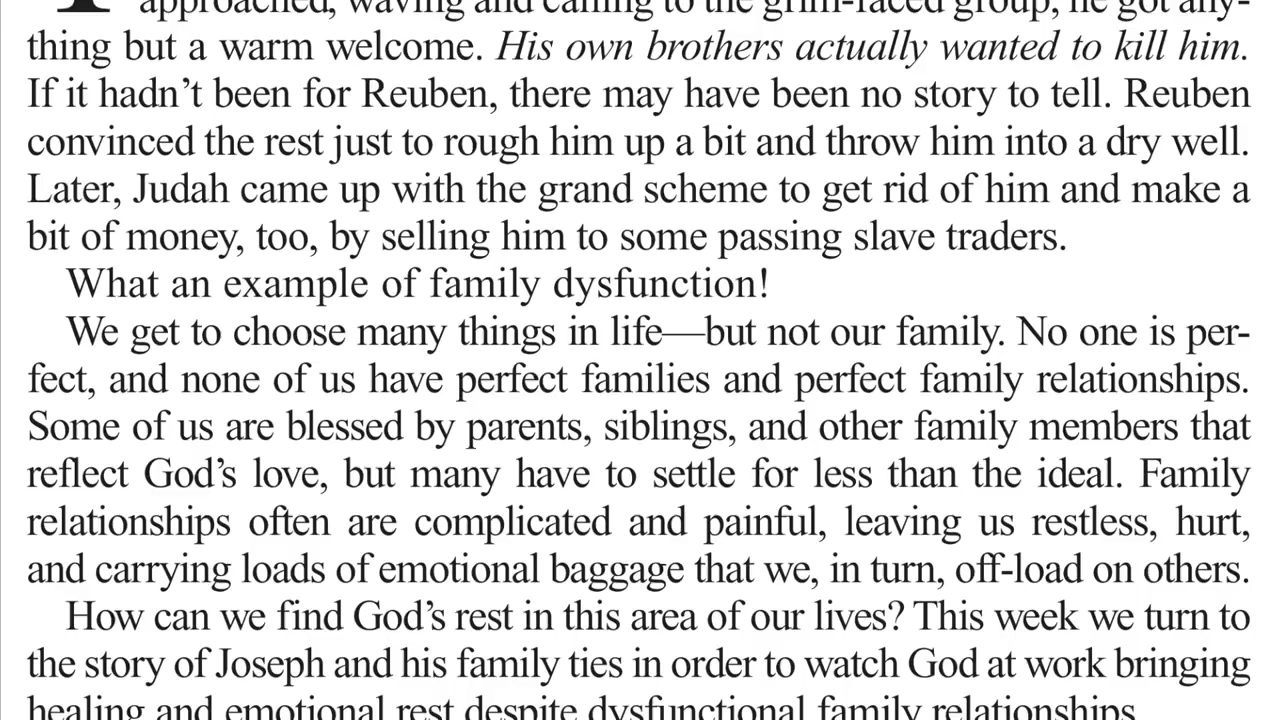 approached, waving and calling to the grim-faced group, he got any-
thing but a warm welcome. His own brothers actually wanted to kill him.
If it hadn’t been for Reuben, there may have been no story to tell. Reuben
convinced the rest just to rough him up a bit and throw him into a dry well.
Later, Judah came up with the grand scheme to get rid of him and make a
bit of money, too, by selling him to some passing slave traders.
What an example of family dysfunction!
We get to choose many things in life—but not our family. No one is per-
fect, and none of us have perfect families and perfect family relationships.
Some of us are blessed by parents, siblings, and other family members that
reflect God’s love, but many have to settle for less than the ideal. Family
relationships often are complicated and painful, leaving us restless, hurt,
and carrying loads of emotional baggage that we, in turn, off-load on others.
How can we find God’s rest in this area of our lives? This week we turn to
the story of Joseph and his family ties in order to watch God at work bringing
healing and emotional rest despite dysfunctional family relationships.